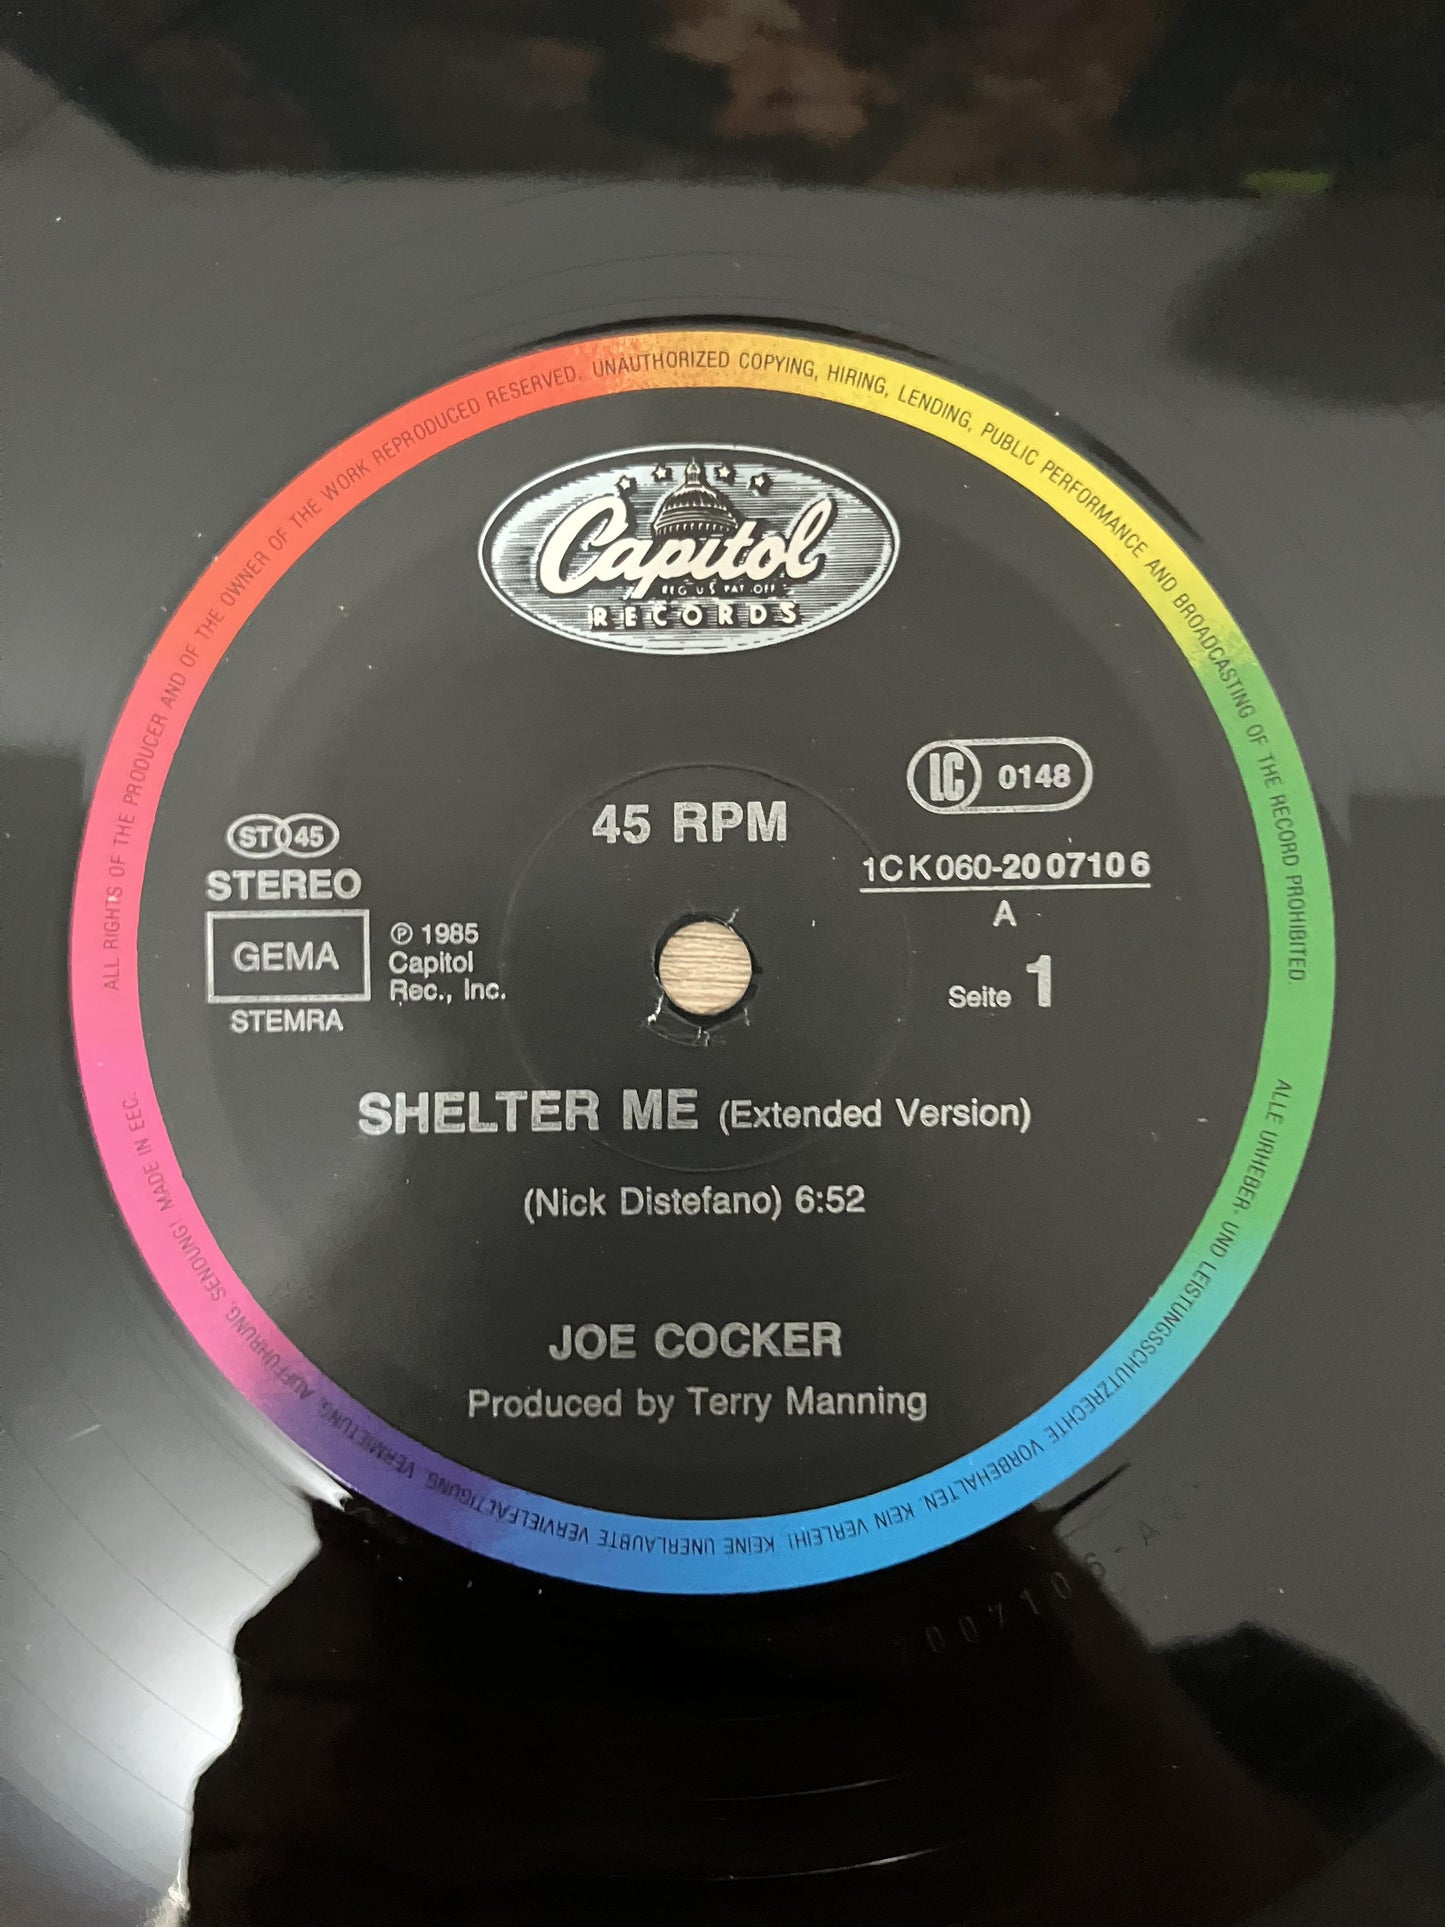 ALL RIGHTS OF THE PRODUCER AND OF THE OWNER OF THE WORK REPRODUCED RESERVED. UNAUTHORIZED COPYING, HIRING, LENDING, PUBLIC PERFORMANCE AND BROADCASTING OF THE RECORD PROHIBITED.
Capitol
REG U.S. PAT. OFF.
RECORDS
LC 0148
45 RPM
ST 45
STEREO
1CK060-2007106
A
GEMA
STEMRA
℗ 1985
Capitol
Rec., Inc.
Seite 1
SHELTER ME (Extended Version)
(Nick Distefano) 6:52
JOE COCKER
Produced by Terry Manning
ALLE URHEBER- UND LEISTUNGSSCHUTZRECHTE VORBEHALTEN. KEIN VERLEIH! KEINE UNERLAUBTE VERVIELFÄLTIGUNG, VERMIETUNG, AUFFÜHRUNG, SENDUNG! MADE IN EEC.
007106-A